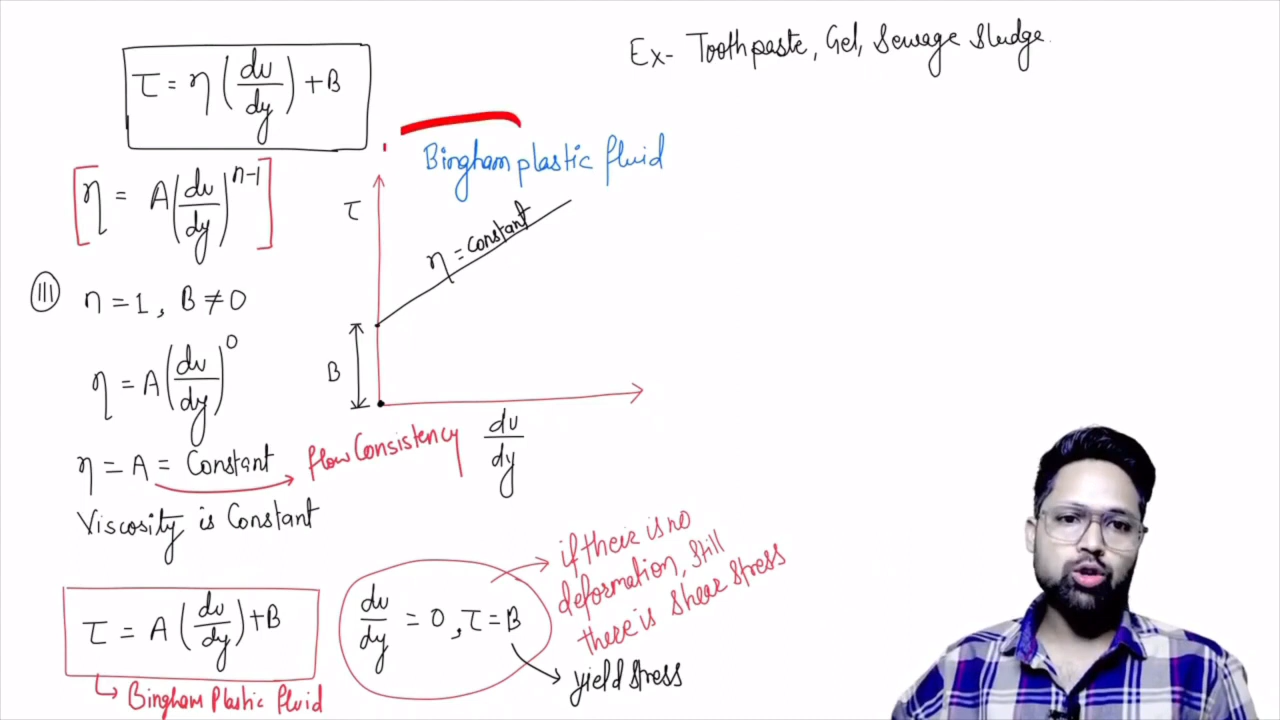 Ex- Toothpaste, Gel, Sewage Sludge.
τ = η (du/dy) + B
[η = A(du/dy)^n-1]
III n = 1, B ≠ 0
η = A(du/dy)^0
η = A = Constant → flow Consistency
Viscosity is Constant
τ = A (du/dy) + B
↳ Bingham Plastic fluid
Bingham plastic fluid
τ
η = constant
B
du/dy
du/dy = 0, τ = B
→ if there is no
deformation, still
there is shear stress
→ yield stress